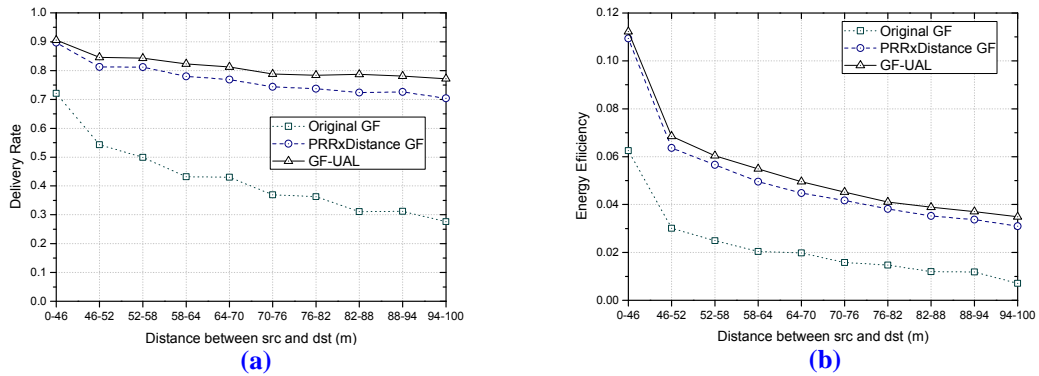 1.0
0.9
0.8
0.7
0.6
0.5
0.4
0.3
0.2
0.1
0.0
Delivery Rate
Original GF
PRRxDistance GF
GF-UAL
0-46 46-52 52-58 58-64 64-70 70-76 76-82 82-88 88-94 94-100
Distance between src and dst (m)
(a)
0.12
0.10
0.08
0.06
0.04
0.02
0.00
Energy Efiiciency
Original GF
PRRxDistance GF
GF-UAL
0-46 46-52 52-58 58-64 64-70 70-76 76-82 82-88 88-94 94-100
Distance between src and dst (m)
(b)